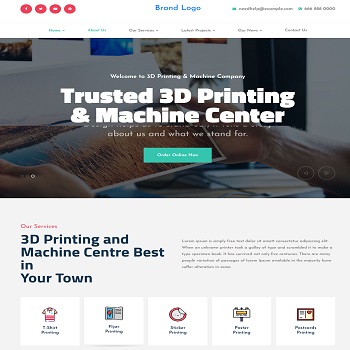 Brand Logo
needhelp@example.com
666 888 0000
Home
About Us
Our Services
Latest Projects
Our News
Contact Us
Welcome to 3D Printing & Machine Company
Trusted 3D Printing
& Machine Center
about us and what we stand for.
Order Online Now
Our Services
3D Printing and
Machine Centre Best
in
Your Town
Lorem ipsum is simply free text dolor sit amett consectetur adipiscing elit.
When an unknown printer took a galley of type and scrambled it to make a
type specimen book. It has survived not only five centuries. There are many
people variation of passages of lorem ipsum available in the majority have
suffer alteration in some
T-Shirt
Printing
Flyer
Printing
Sticker
Printing
Poster
Printing
Postcards
Printing